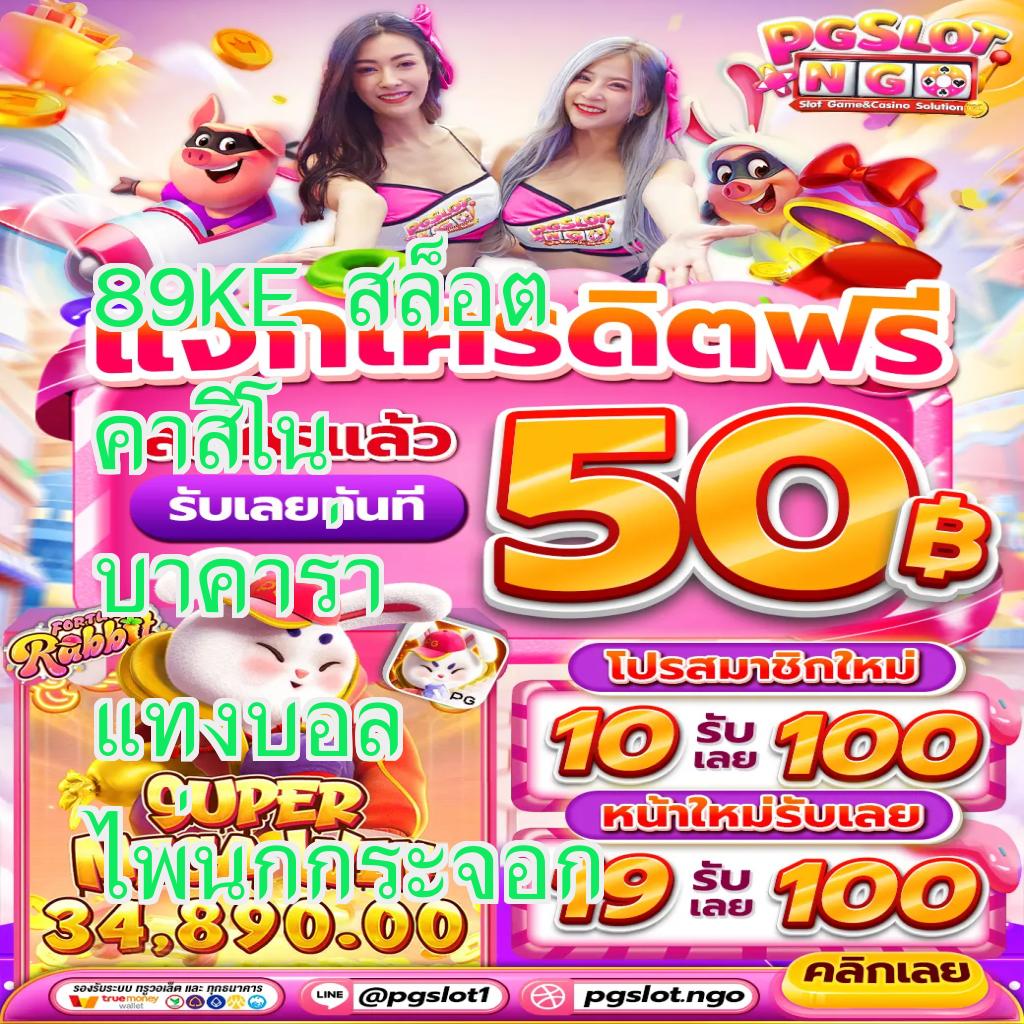 PGSLOT
NGO
Slot Game&Casino Solution
PGSLOT
NGO
PGSLOT
NGO
89KE สล็อต
แจกเครดิตฟรี
คาสิโน
แล้ว
50฿
รับเลยทันที
บาคาร่า
Rabbit
PG
โปรสมาชิกใหม่
แทงบอล
10 รับเลย 100
SUPER
หน้าใหม่รับเลย
ไพ่นกกระจอก
19 รับเลย 100
34,890.00
คลิกเลย
รองรับระบบ ทรูวอเล็ต และ ทุกธนาคาร
truemoney
wallet
LINE @pgslot1
pgslot.ngo